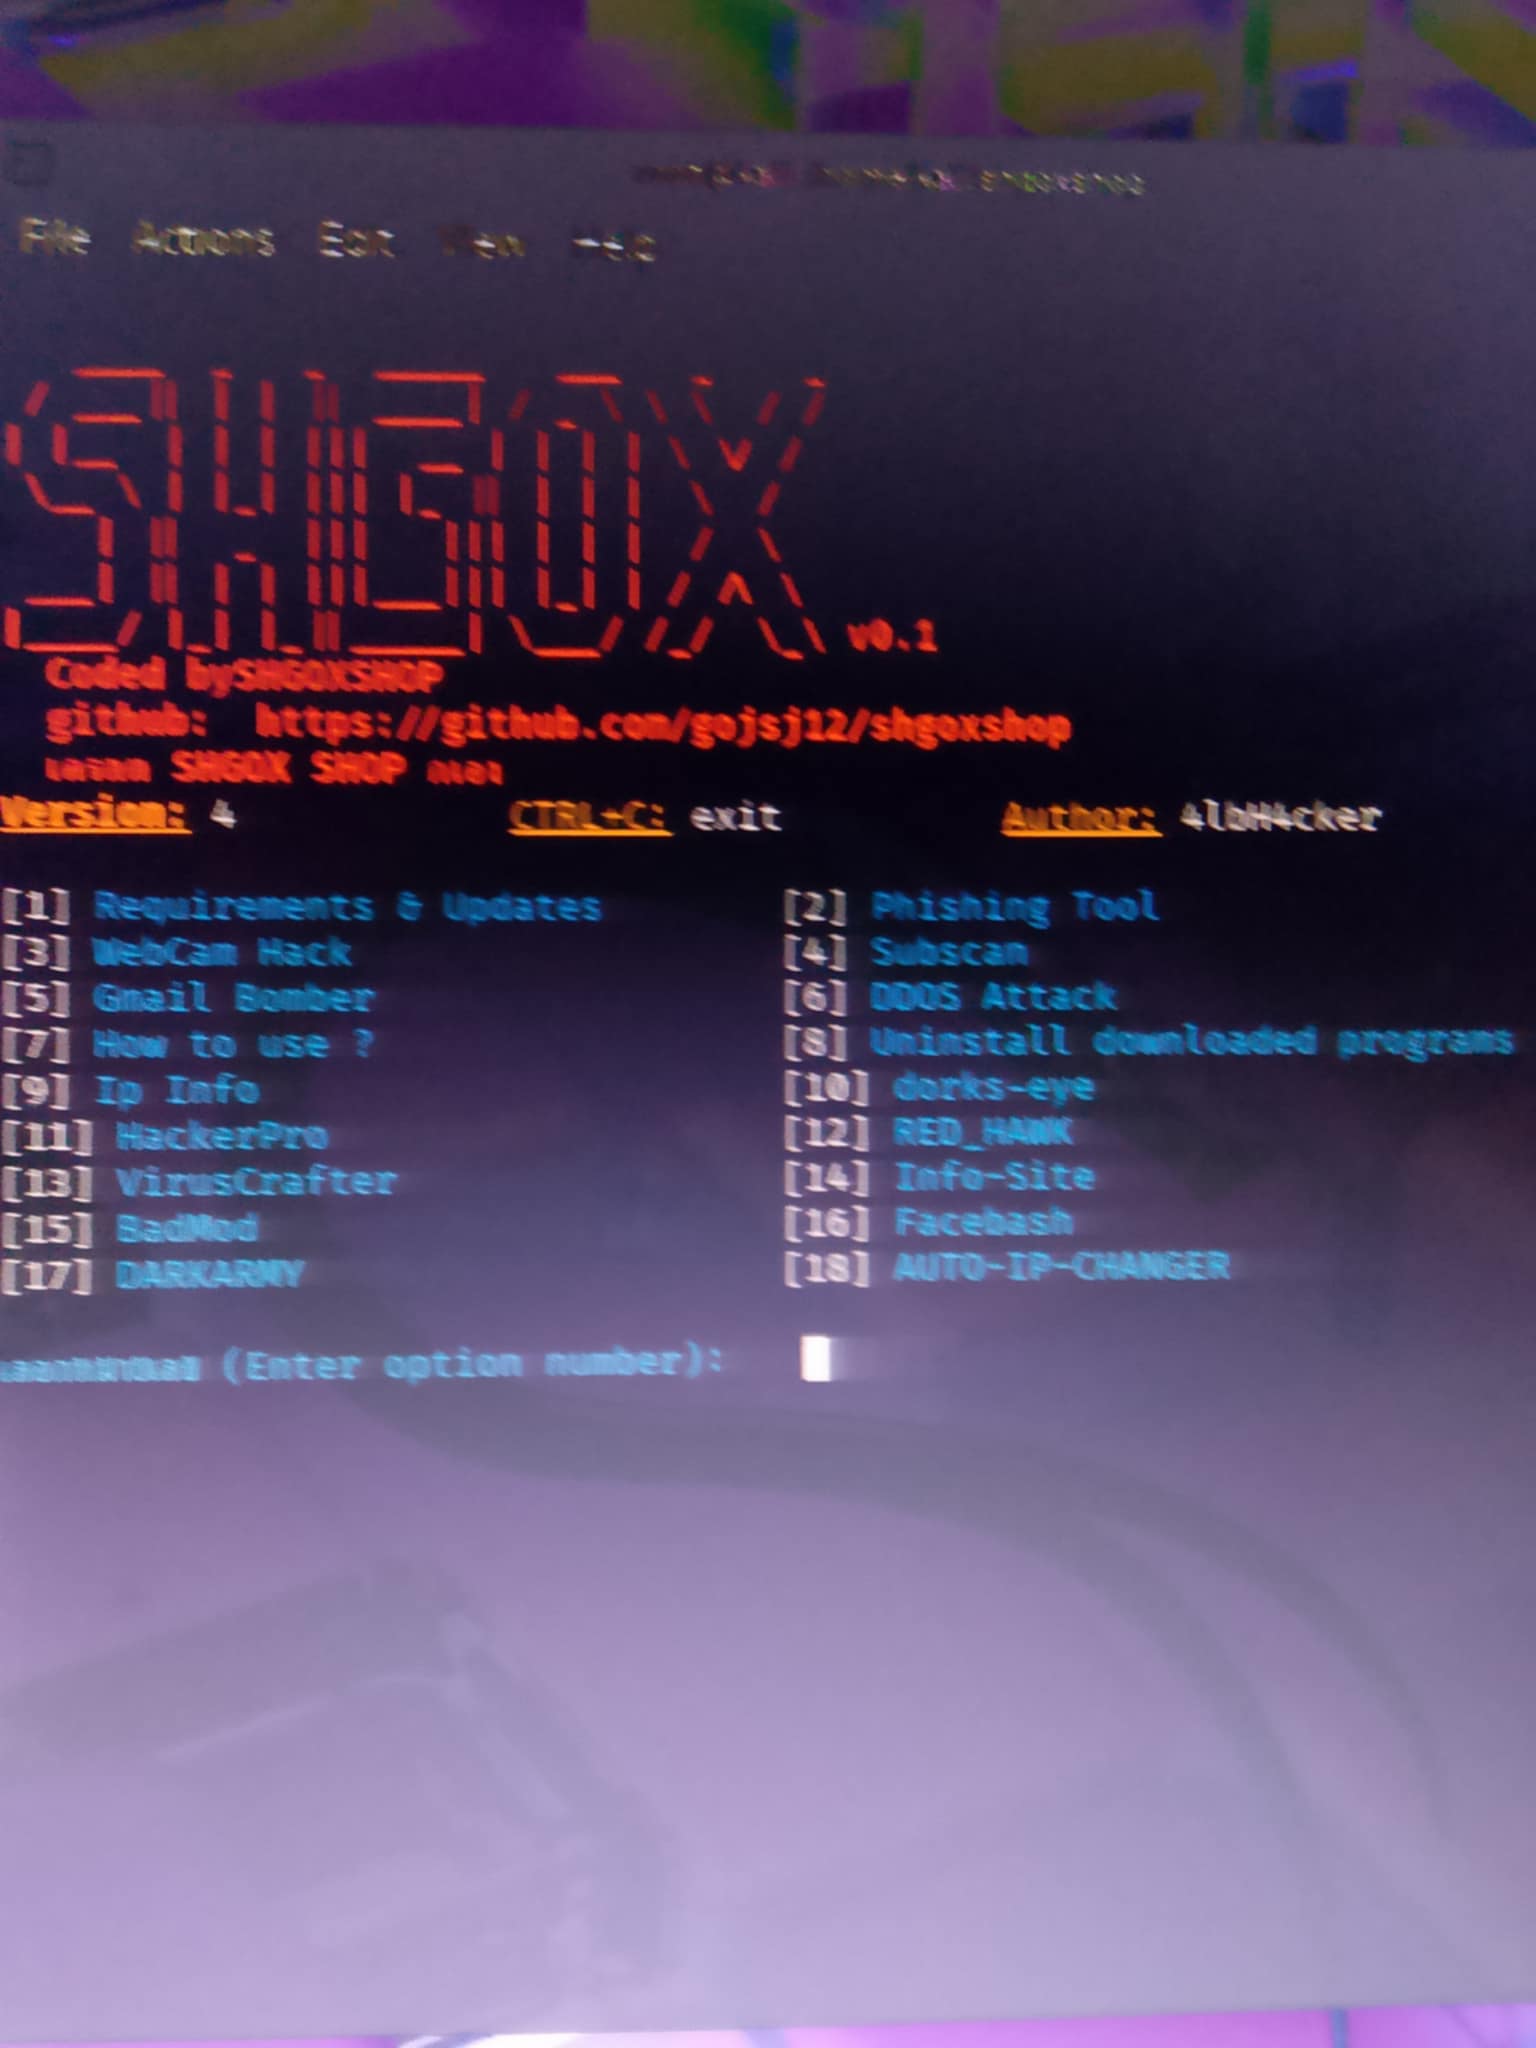 File Actions Edit View Help
SHGOX
v0.1
Coded bySHGOXSHOP
github: https://github.com/gojsj12/shgoxshop
SHGOX SHOP
Version: 4 CTRL+C: exit Author: 4lbH4cker
[1] Requirements & Updates [2] Phishing Tool
[3] WebCam Hack [4] Subscan
[5] Gmail Bomber [6] DDOS Attack
[7] How to use ? [8] Uninstall downloaded programs
[9] Ip Info [10] dorks-eye
[11] HackerPro [12] RED_HAWK
[13] VirusCrafter [14] Info-Site
[15] BadMod [16] Facebash
[17] DARKARMY [18] AUTO-IP-CHANGER
(Enter option number):